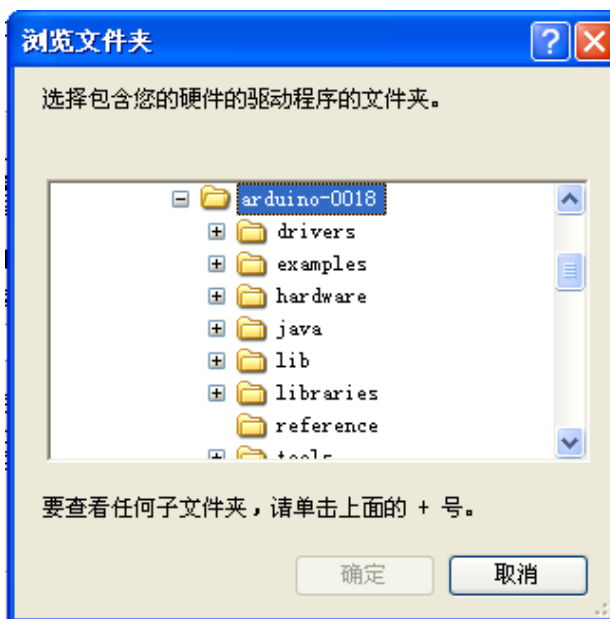 浏览文件夹
选择包含您的硬件的驱动程序的文件夹。
arduino-0018
drivers
examples
hardware
java
lib
libraries
reference
tools
要查看任何子文件夹，请单击上面的 + 号。
确定
取消